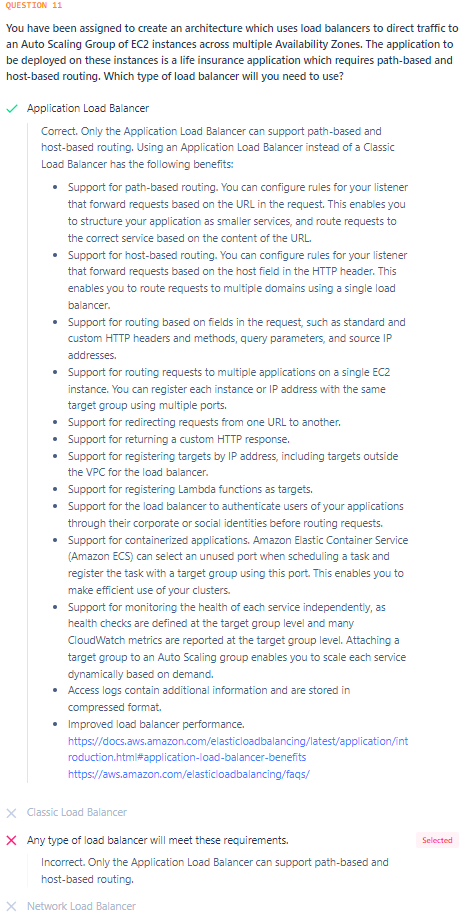 QUESTION 11
You have been assigned to create an architecture which uses load balancers to direct traffic to
an Auto Scaling Group of EC2 instances across multiple Availability Zones. The application to
be deployed on these instances is a life insurance application which requires path-based and
host-based routing. Which type of load balancer will you need to use?
Application Load Balancer
Correct. Only the Application Load Balancer can support path-based and
host-based routing. Using an Application Load Balancer instead of a Classic
Load Balancer has the following benefits:
• Support for path-based routing. You can configure rules for your listener
that forward requests based on the URL in the request. This enables you
to structure your application as smaller services, and route requests to
the correct service based on the content of the URL.
• Support for host-based routing. You can configure rules for your listener
that forward requests based on the host field in the HTTP header. This
enables you to route requests to multiple domains using a single load
balancer.
• Support for routing based on fields in the request, such as standard and
custom HTTP headers and methods, query parameters, and source IP
addresses.
• Support for routing requests to multiple applications on a single EC2
instance. You can register each instance or IP address with the same
target group using multiple ports.
• Support for redirecting requests from one URL to another.
• Support for returning a custom HTTP response.
• Support for registering targets by IP address, including targets outside
the VPC for the load balancer.
• Support for registering Lambda functions as targets.
• Support for the load balancer to authenticate users of your applications
through their corporate or social identities before routing requests.
• Support for containerized applications. Amazon Elastic Container Service
(Amazon ECS) can select an unused port when scheduling a task and
register the task with a target group using this port. This enables you to
make efficient use of your clusters.
• Support for monitoring the health of each service independently, as
health checks are defined at the target group level and many
CloudWatch metrics are reported at the target group level. Attaching a
target group to an Auto Scaling group enables you to scale each service
dynamically based on demand.
• Access logs contain additional information and are stored in
compressed format.
• Improved load balancer performance.
https://docs.aws.amazon.com/elasticloadbalancing/latest/application/int
roduction.html#application-load-balancer-benefits
https://aws.amazon.com/elasticloadbalancing/faqs/
Classic Load Balancer
Any type of load balancer will meet these requirements. Selected
Incorrect. Only the Application Load Balancer can support path-based and
host-based routing.
Network Load Balancer